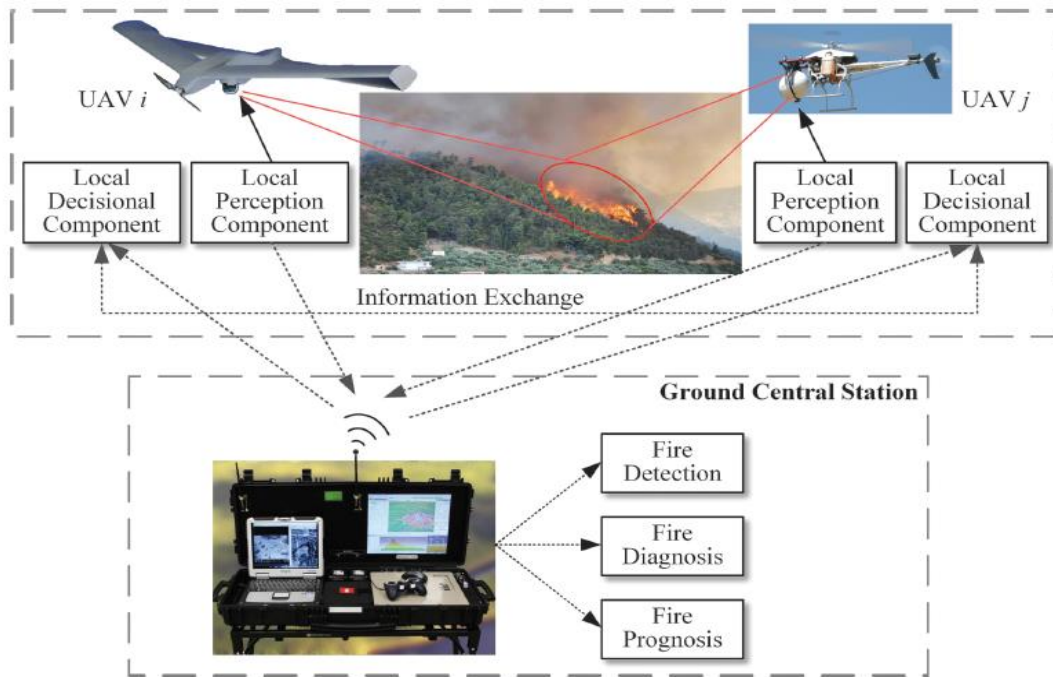 UAV i
UAV j
Local
Decisional
Component
Local
Perception
Component
Local
Perception
Component
Local
Decisional
Component
Information Exchange
Ground Central Station
Fire
Detection
Fire
Diagnosis
Fire
Prognosis